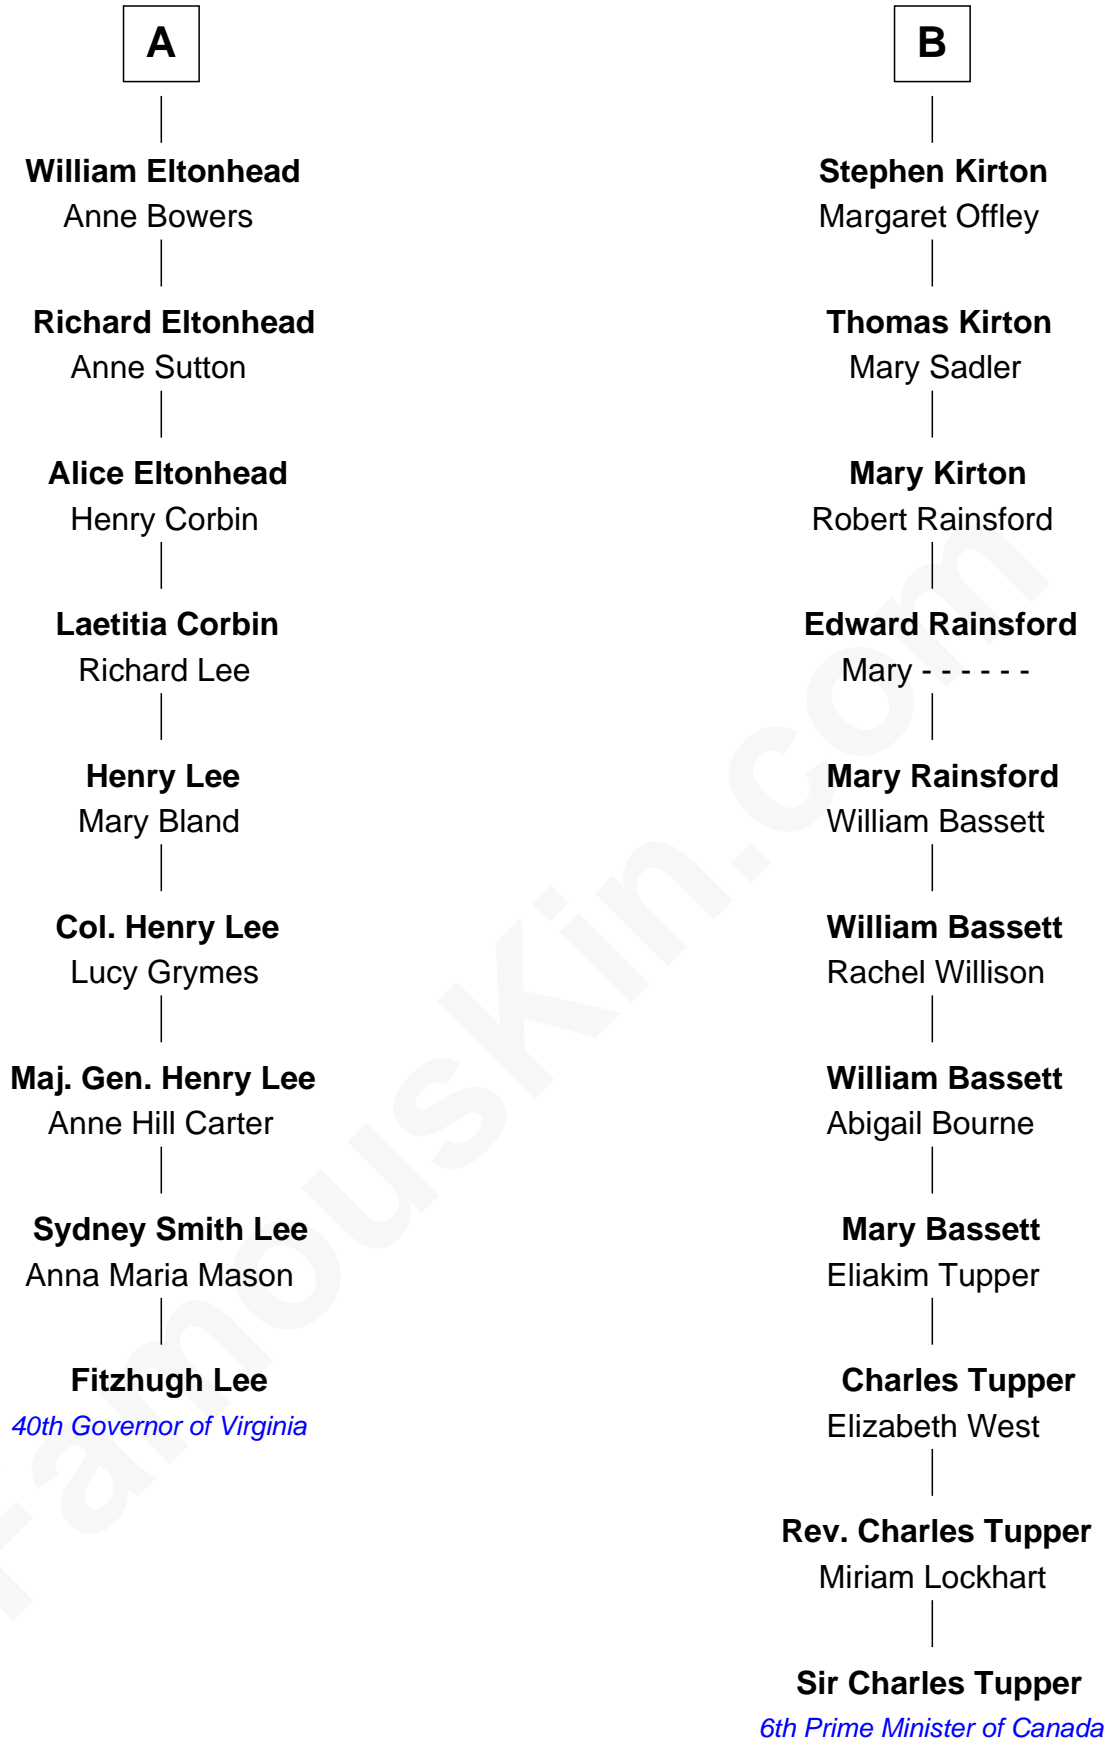 A
William Eltonhead
Anne Bowers
Richard Eltonhead
Anne Sutton
Alice Eltonhead
Henry Corbin
Laetitia Corbin
Richard Lee
Henry Lee
Mary Bland
Col. Henry Lee
Lucy Grymes
Maj. Gen. Henry Lee
Anne Hill Carter
Sydney Smith Lee
Anna Maria Mason
Fitzhugh Lee
40th Governor of Virginia
B
Stephen Kirton
Margaret Offley
Thomas Kirton
Mary Sadler
Mary Kirton
Robert Rainsford
Edward Rainsford
Mary - - - - - -
Mary Rainsford
William Bassett
William Bassett
Rachel Willison
William Bassett
Abigail Bourne
Mary Bassett
Eliakim Tupper
Charles Tupper
Elizabeth West
Rev. Charles Tupper
Miriam Lockhart
Sir Charles Tupper
6th Prime Minister of Canada
FamousKin.com